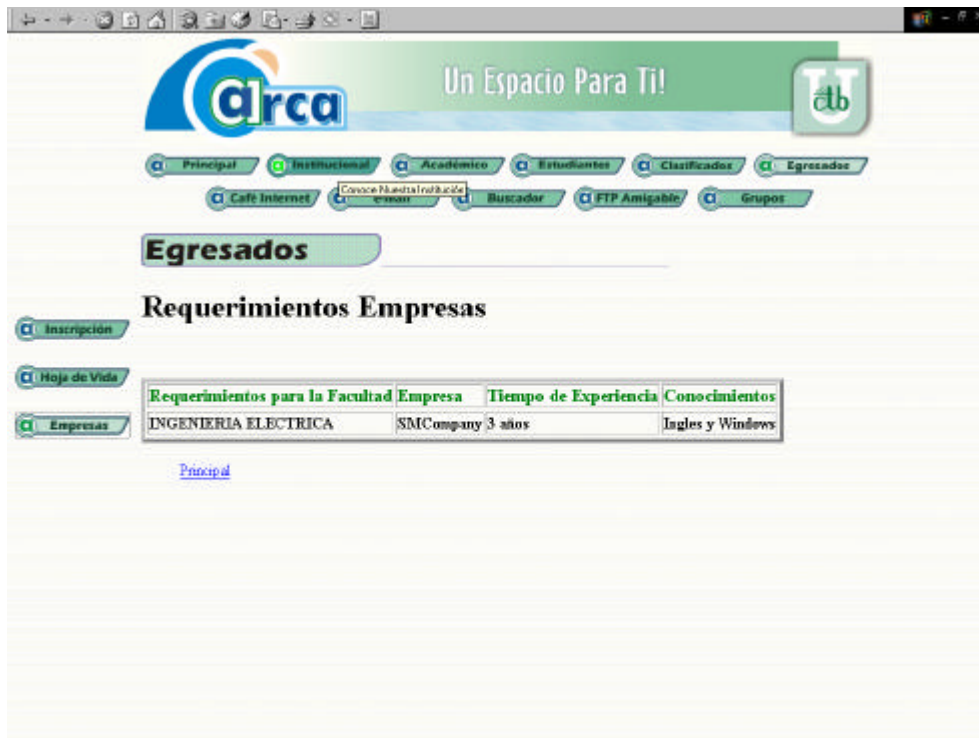 arca
Un Espacio Para Ti!
Principal Institucional Académico Estudiantes Clasificados Egresados
Café Internet e-mail Buscador FTP Amigable Grupos
Conoce Nuestra Institución
Egresados
Requerimientos Empresas
Inscripción
Hoja de Vida
Empresas
Requerimientos para la Facultad Empresa Tiempo de Experiencia Conocimientos
INGENIERIA ELECTRICA SMCompany 3 años Ingles y Windows
Principal